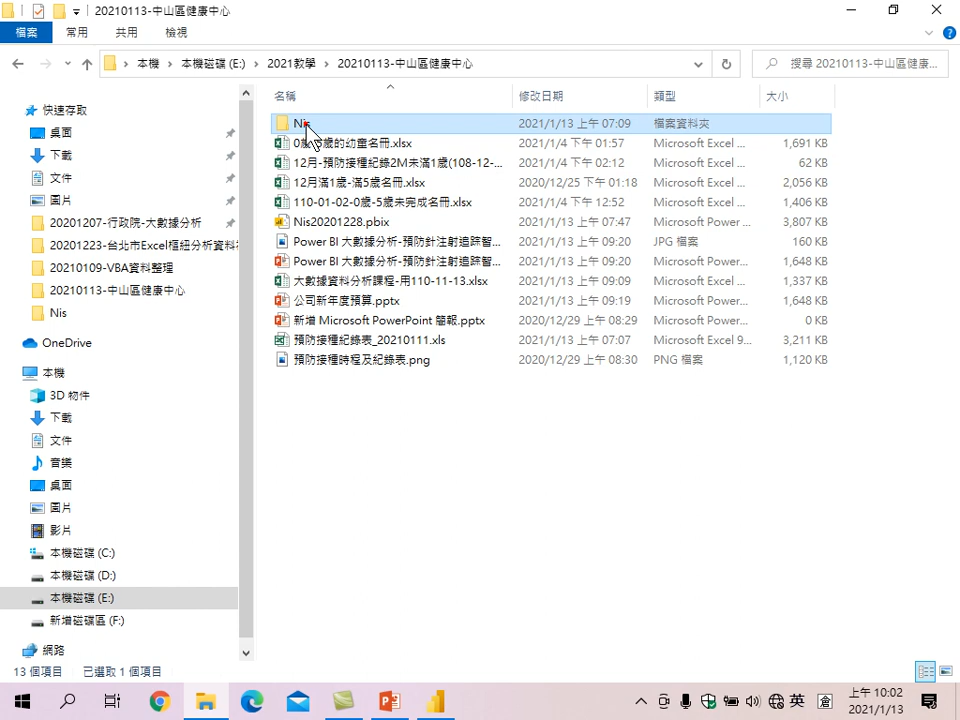 20210113-中山區健康中心
檔案 常用 共用 檢視
本機 > 本機磁碟 (E:) > 2021教學 > 20210113-中山區健康中心
搜尋 20210113-中山區健康中心...
名稱 修改日期 類型 大小
快速存取
桌面
下載
文件
圖片
20201207-行政院-大數據分析
20201223-台北市Excel樞紐分析資料
20210109-VBA資料整理
20210113-中山區健康中心
Nis
OneDrive
本機
3D 物件
下載
文件
音樂
桌面
圖片
影片
本機磁碟 (C:)
本機磁碟 (D:)
本機磁碟 (E:)
新增磁碟區 (F:)
網路
Nis 2021/1/13 上午 07:09 檔案資料夾
歲的幼童名冊.xlsx 2021/1/4 下午 01:57 Microsoft Excel ... 1,691 KB
12月-預防接種紀錄2M未滿1歲(108-12-... 2021/1/4 下午 02:12 Microsoft Excel ... 62 KB
12月滿1歲-滿5歲名冊.xlsx 2020/12/25 下午 01:18 Microsoft Excel ... 2,056 KB
110-01-02-0歲-5歲未完成名冊.xlsx 2021/1/4 下午 12:52 Microsoft Excel ... 1,406 KB
Nis20201228.pbix 2021/1/13 上午 07:47 Microsoft Power ... 3,807 KB
Power BI 大數據分析-預防針注射追踪智... 2021/1/13 上午 09:20 JPG 檔案 160 KB
Power BI 大數據分析-預防針注射追踪智... 2021/1/13 上午 09:20 Microsoft Power... 1,648 KB
大數據資料分析課程-用110-11-13.xlsx 2021/1/13 上午 09:09 Microsoft Excel ... 1,337 KB
公司新年度預算.pptx 2021/1/13 上午 09:19 Microsoft Power... 1,648 KB
新增 Microsoft PowerPoint 簡報.pptx 2020/12/29 上午 08:29 Microsoft Power... 0 KB
預防接種紀錄表_20210111.xls 2021/1/13 上午 07:07 Microsoft Excel 9... 3,211 KB
預防接種時程及紀錄表.png 2020/12/29 上午 08:30 PNG 檔案 1,120 KB
13 個項目 已選取 1 個項目
英 倉
上午 10:02
2021/1/13